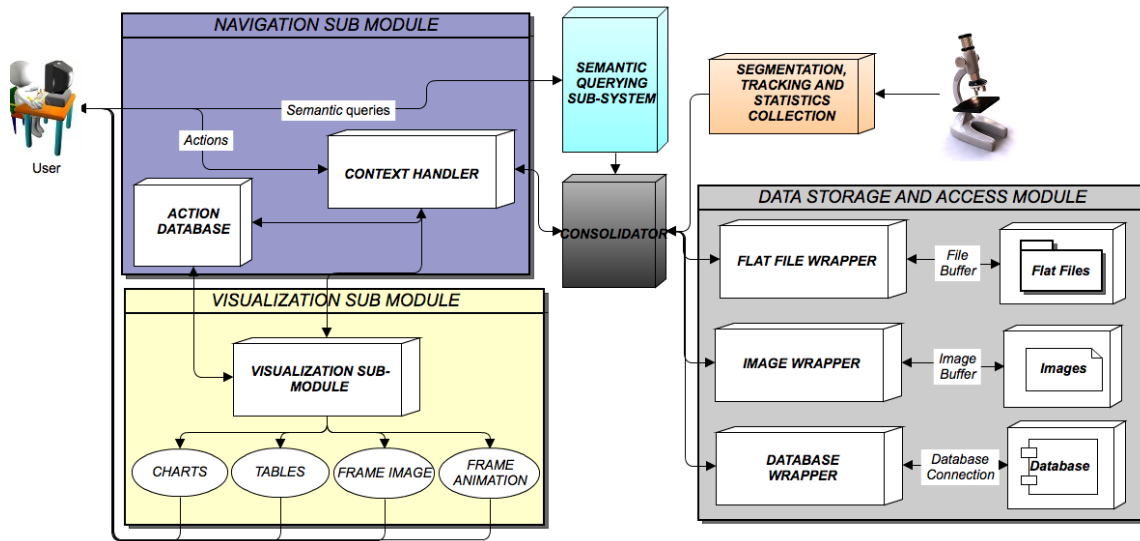 NAVIGATION SUB MODULE
User
Semantic queries
Actions
CONTEXT HANDLER
ACTION
DATABASE
SEMANTIC
QUERYING
SUB-SYSTEM
SEGMENTATION,
TRACKING AND
STATISTICS
COLLECTION
CONSOLIDATOR
DATA STORAGE AND ACCESS MODULE
FLAT FILE WRAPPER
File
Buffer
Flat Files
IMAGE WRAPPER
Image
Buffer
Images
DATABASE
WRAPPER
Database
Connection
Database
VISUALIZATION SUB MODULE
VISUALIZATION SUB-
MODULE
CHARTS
TABLES
FRAME IMAGE
FRAME
ANIMATION